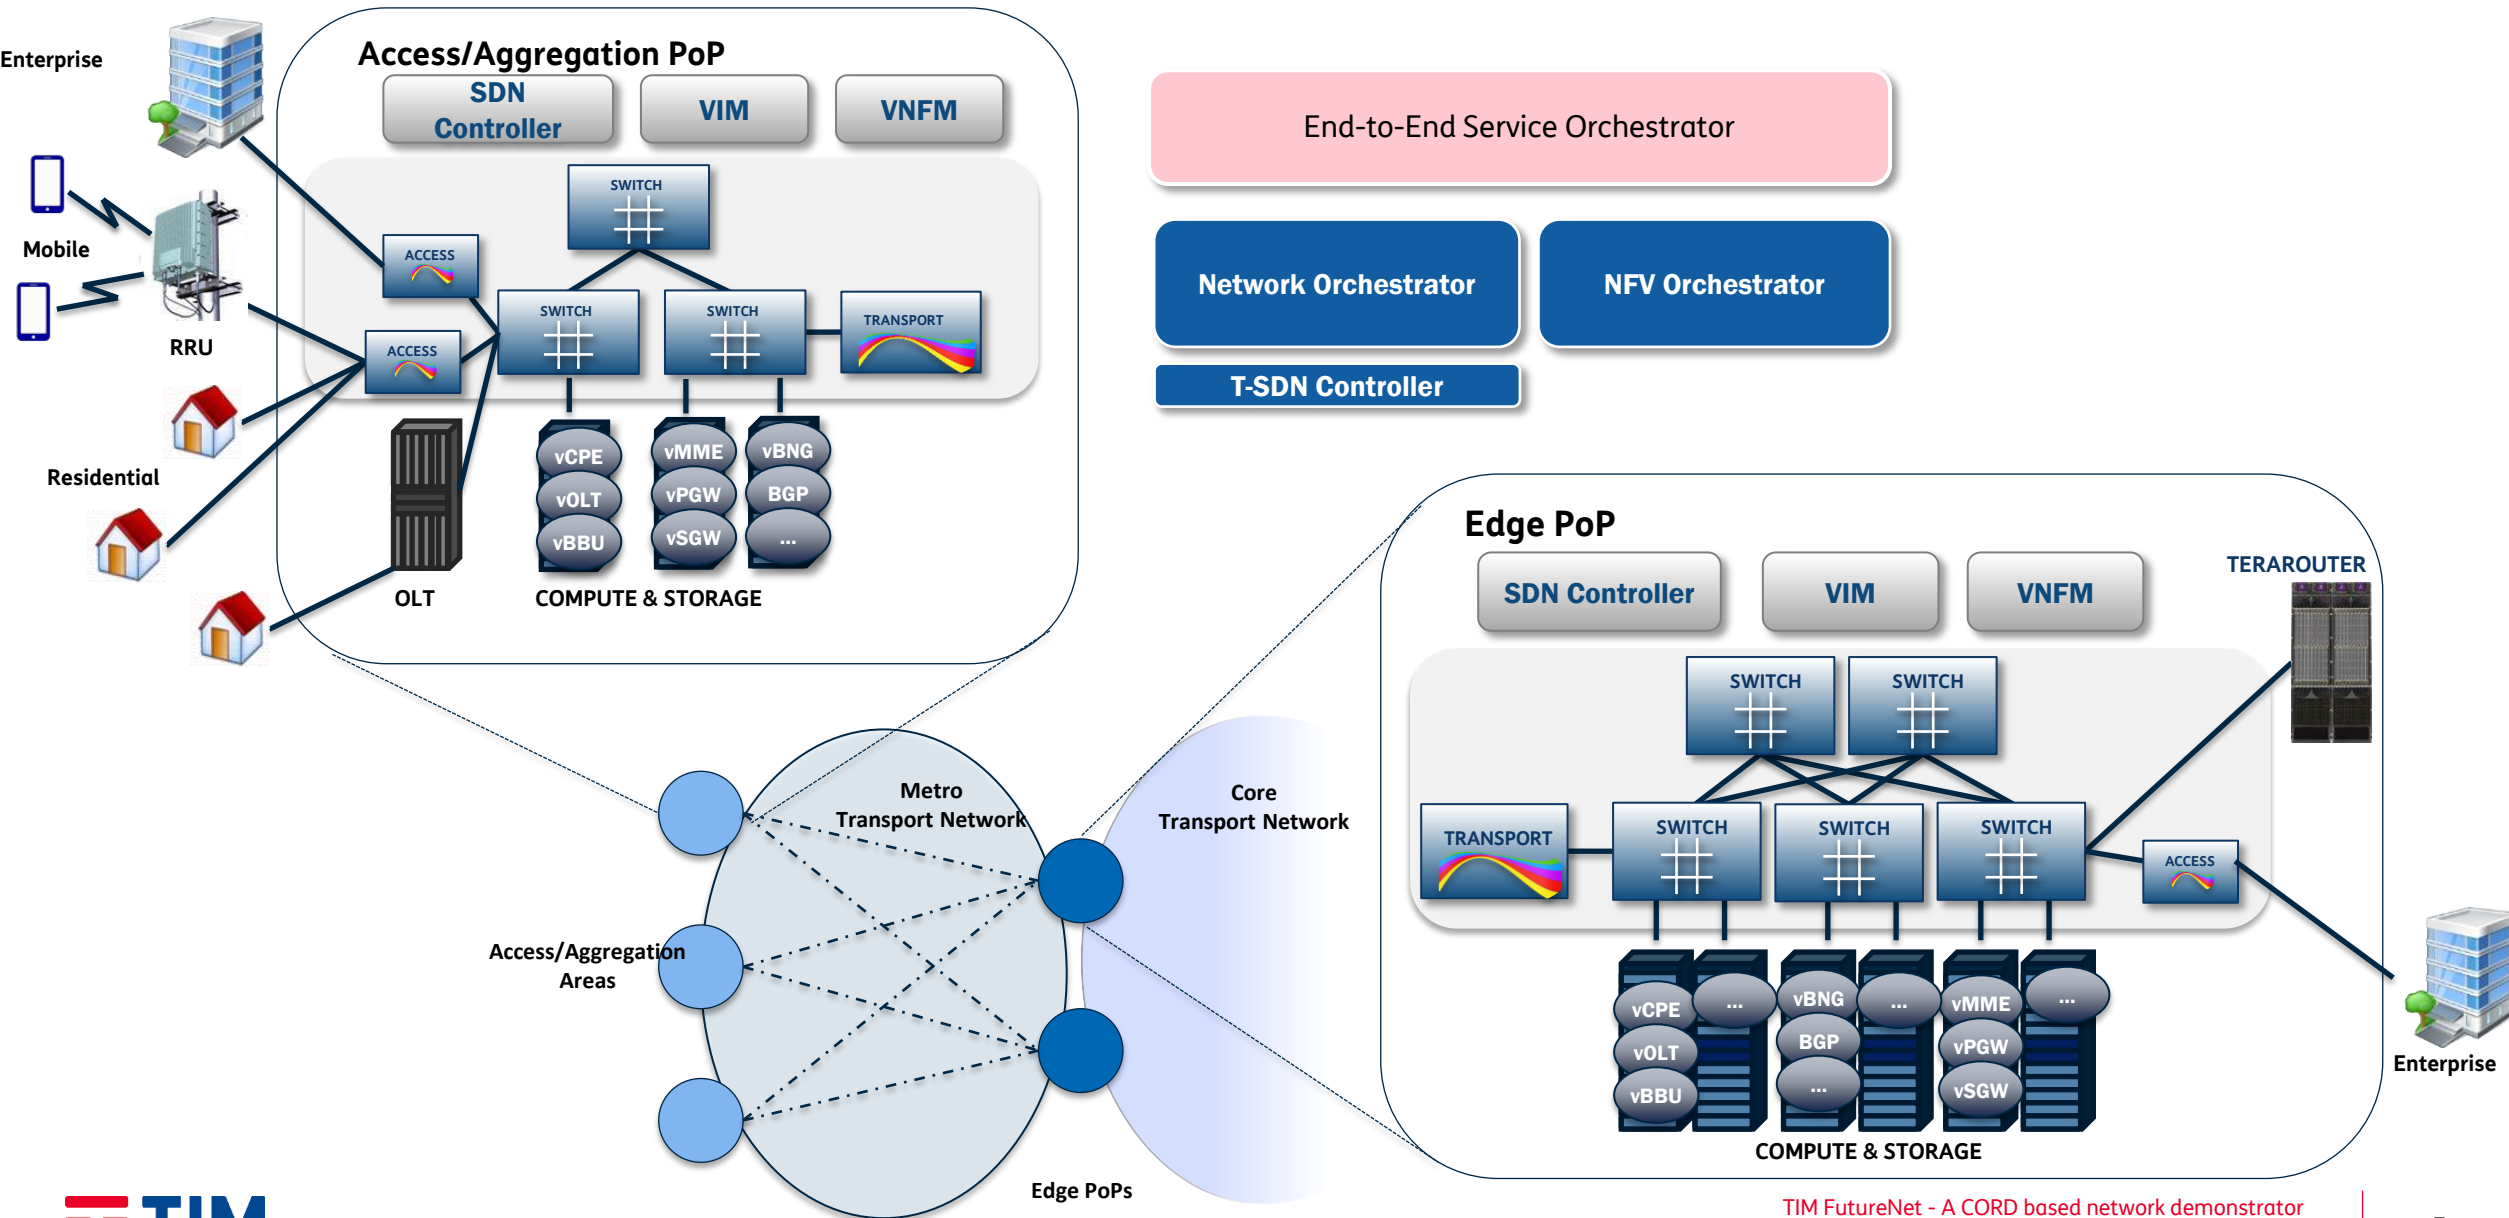 Enterprise
Mobile
RRU
Residential
Access/Aggregation PoP
SDN
Controller
VIM
VNFM
SWITCH
ACCESS
SWITCH
SWITCH
TRANSPORT
ACCESS
vCPE
vOLT
vBBU
vMME
vPGW
vSGW
vBNG
BGP
...
OLT
COMPUTE & STORAGE
End-to-End Service Orchestrator
Network Orchestrator
NFV Orchestrator
T-SDN Controller
Metro
Transport Network
Core
Transport Network
Access/Aggregation
Areas
Edge PoPs
Edge PoP
SDN Controller
VIM
VNFM
TERAROUTER
SWITCH
SWITCH
TRANSPORT
SWITCH
SWITCH
SWITCH
ACCESS
vCPE
vOLT
vBBU
...
vBNG
BGP
...
...
vMME
vPGW
vSGW
...
COMPUTE & STORAGE
Enterprise
TIM
TIM FutureNet - A CORD based network demonstrator